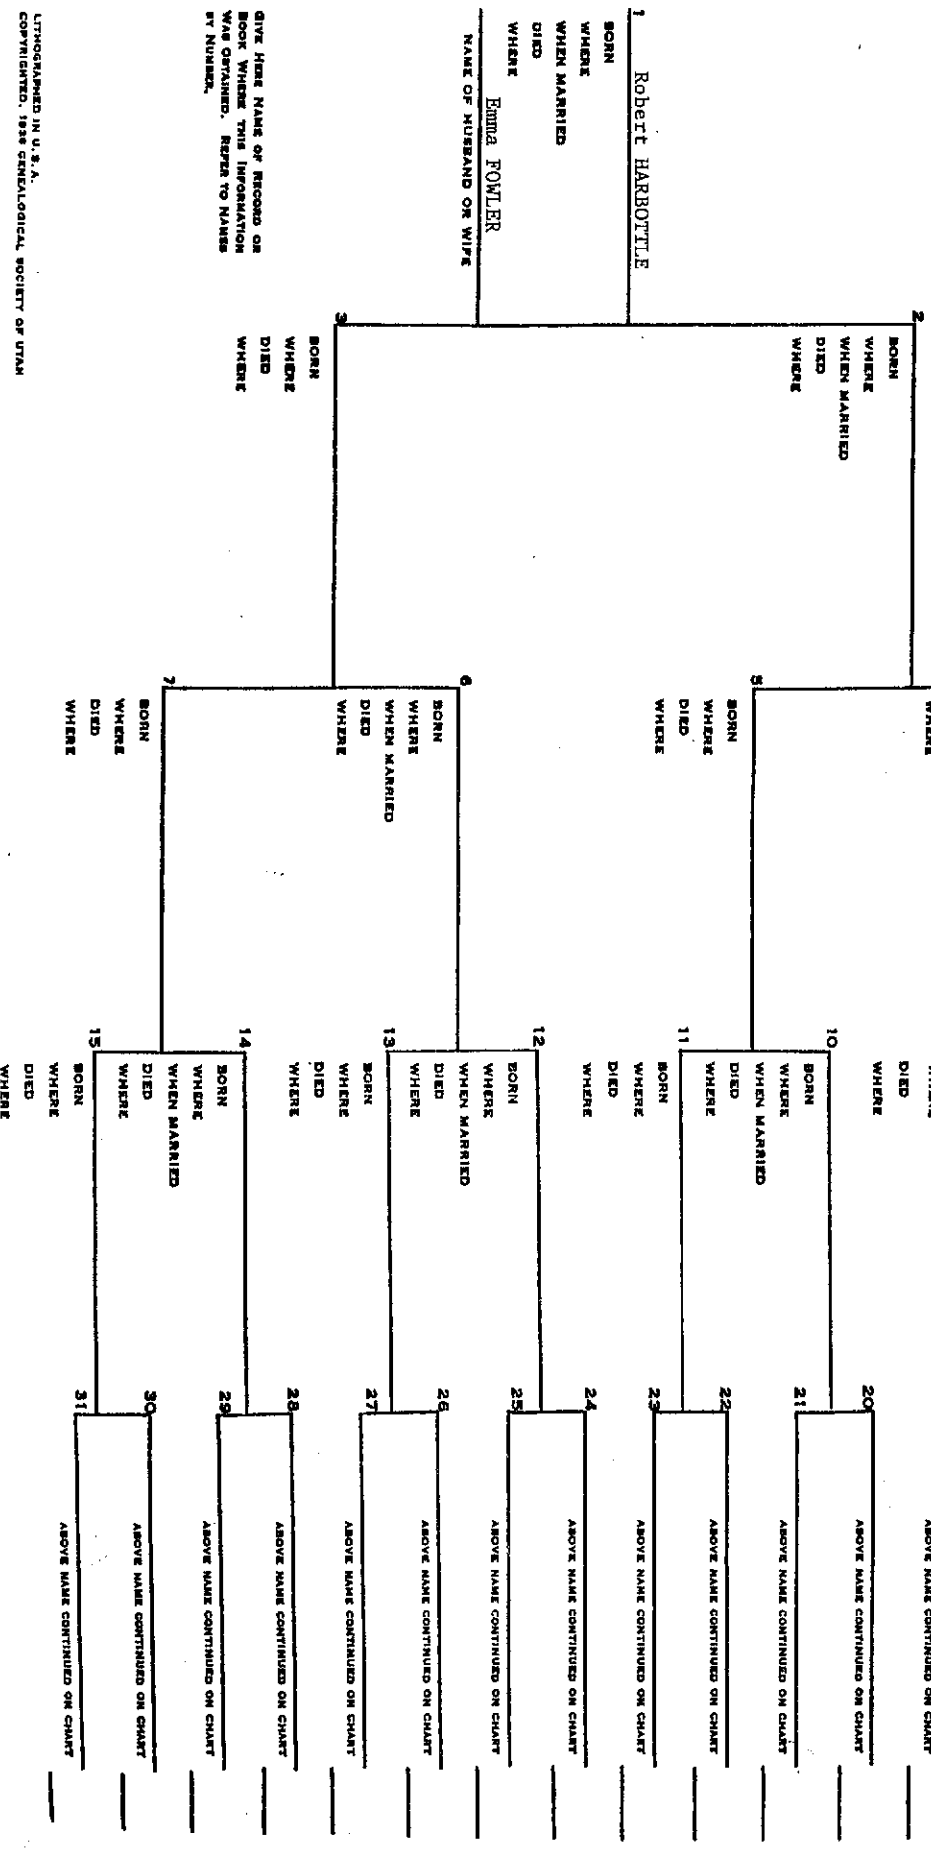 1
Robert HARBOTTLE
BORN
WHERE
WHEN MARRIED
DIED
WHERE
Emma FOWLER
NAME OF HUSBAND OR WIFE
GIVE HERE NAME OF RECORD OR
BOOK WHERE THIS INFORMATION
WAS OBTAINED. REFER TO NAMES
BY NUMBER.
LITHOGRAPHED IN U. S. A.
COPYRIGHTED. 1936 GENEALOGICAL SOCIETY OF UTAH
2
BORN
WHERE
WHEN MARRIED
DIED
WHERE
3
BORN
WHERE
DIED
WHERE
WHERE
5
BORN
WHERE
DIED
WHERE
6
BORN
WHERE
WHEN MARRIED
DIED
WHERE
7
BORN
WHERE
DIED
WHERE
DIED
WHERE
10
BORN
WHERE
WHEN MARRIED
DIED
WHERE
11
BORN
WHERE
DIED
WHERE
12
BORN
WHERE
WHEN MARRIED
DIED
WHERE
13
BORN
WHERE
DIED
WHERE
14
BORN
WHERE
WHEN MARRIED
DIED
WHERE
15
BORN
WHERE
DIED
WHERE
ABOVE NAME CONTINUED ON CHART
20
ABOVE NAME CONTINUED ON CHART
21
ABOVE NAME CONTINUED ON CHART
22
ABOVE NAME CONTINUED ON CHART
23
ABOVE NAME CONTINUED ON CHART
24
ABOVE NAME CONTINUED ON CHART
25
ABOVE NAME CONTINUED ON CHART
26
ABOVE NAME CONTINUED ON CHART
27
ABOVE NAME CONTINUED ON CHART
28
ABOVE NAME CONTINUED ON CHART
29
ABOVE NAME CONTINUED ON CHART
30
ABOVE NAME CONTINUED ON CHART
31
ABOVE NAME CONTINUED ON CHART